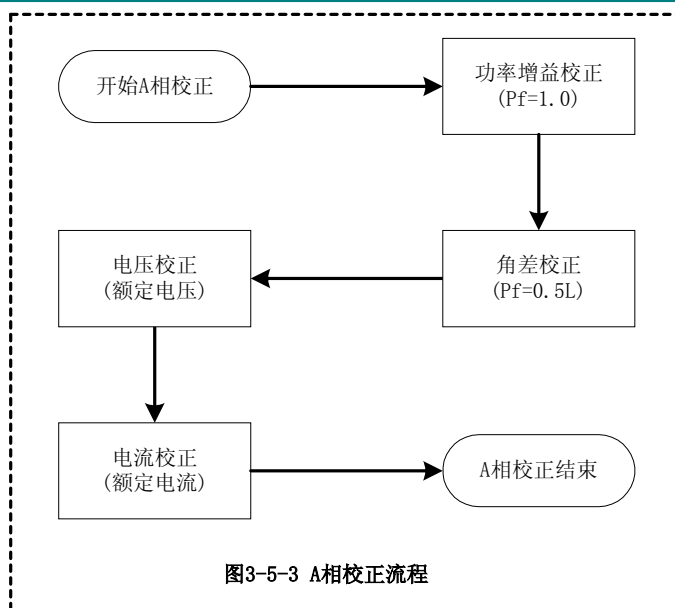 开始A相校正
功率增益校正
(Pf=1.0)
角差校正
(Pf=0.5L)
电压校正
(额定电压)
电流校正
(额定电流)
A相校正结束
图3-5-3 A相校正流程